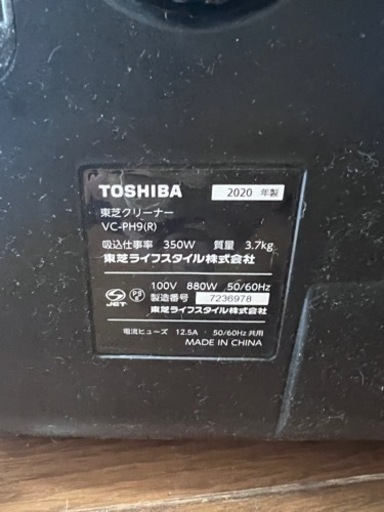 TOSHIBA 2020 年製
東芝クリーナー
VC-PH9(R)
吸込仕事率 350W 質量 3.7kg
東芝ライフスタイル株式会社
100V 880W 50/60Hz
製造番号 7236978
JET PS
東芝ライフスタイル株式会社
電流ヒューズ 12.5A・50/60Hz 共用
MADE IN CHINA